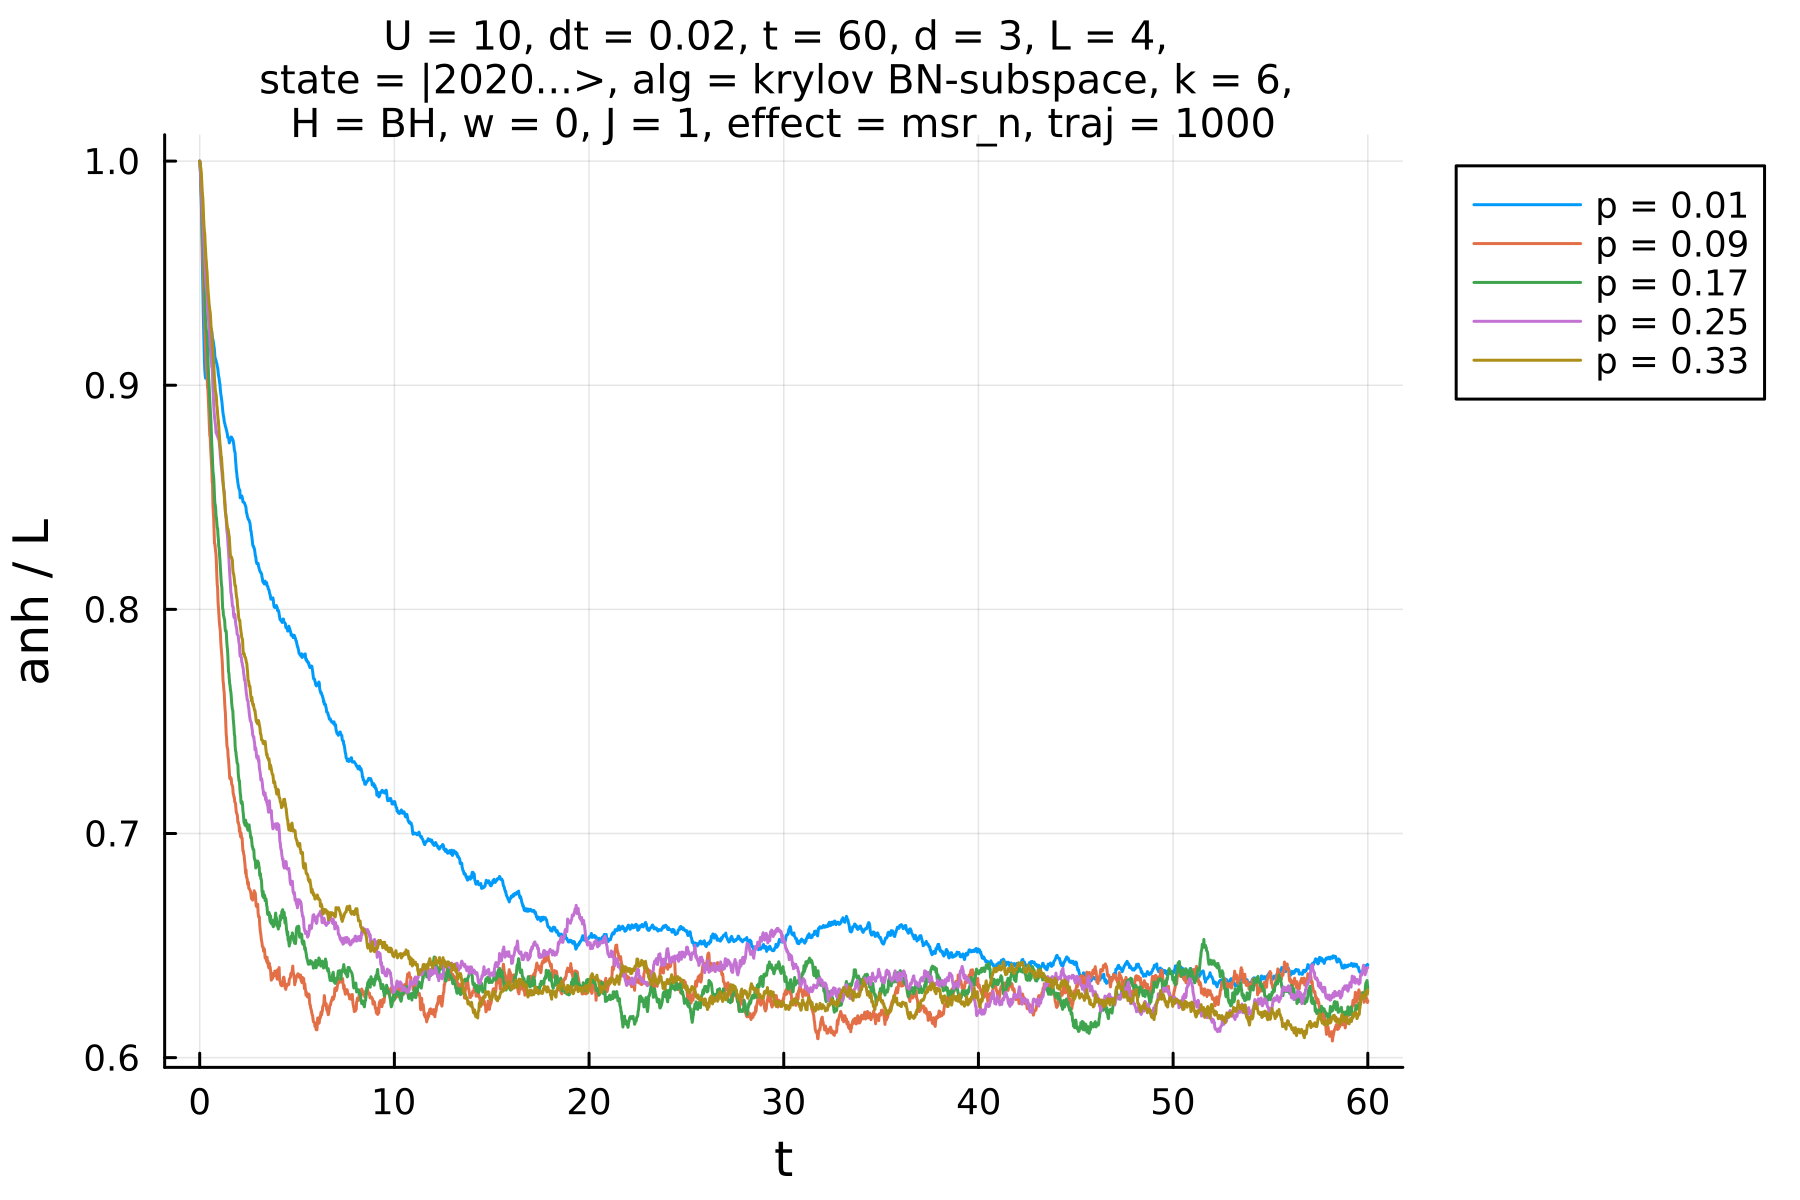 U = 10, dt = 0.02, t = 60, d = 3, L = 4,
state = |2020...>, alg = krylov BN-subspace, k = 6,
H = BH, w = 0, J = 1, effect = msr_n, traj = 1000
1.0
0.9
0.8
0.7
0.6
anh / L
0 10 20 30 40 50 60
t
p = 0.01
p = 0.09
p = 0.17
p = 0.25
p = 0.33